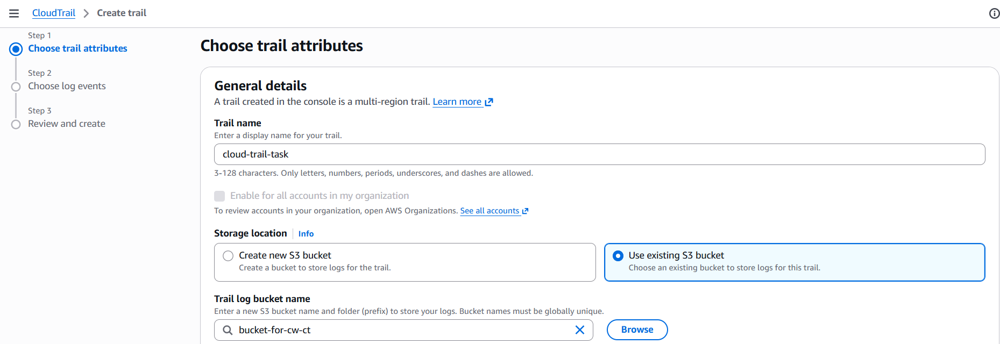 CloudTrail > Create trail
Step 1
Choose trail attributes
Step 2
Choose log events
Step 3
Review and create
Choose trail attributes
General details
A trail created in the console is a multi-region trail. Learn more
Trail name
Enter a display name for your trail.
cloud-trail-task
3-128 characters. Only letters, numbers, periods, underscores, and dashes are allowed.
Enable for all accounts in my organization
To review accounts in your organization, open AWS Organizations. See all accounts
Storage location | Info
Create new S3 bucket
Create a bucket to store logs for the trail.
Use existing S3 bucket
Choose an existing bucket to store logs for this trail.
Trail log bucket name
Enter a new S3 bucket name and folder (prefix) to store your logs. Bucket names must be globally unique.
bucket-for-cw-ct
Browse